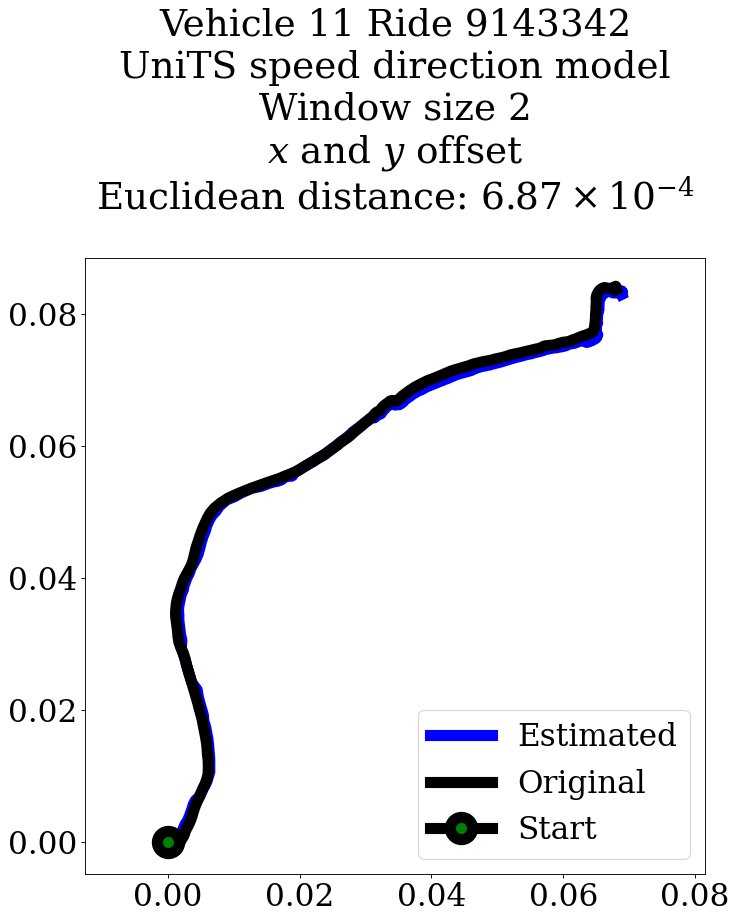 Vehicle 11 Ride 9143342
UniTS speed direction model
Window size 2
x and y offset
Euclidean distance: 6.87 × 10⁻⁴
0.08
0.06
0.04
0.02
0.00
Estimated
Original
Start
0.00 0.02 0.04 0.06 0.08